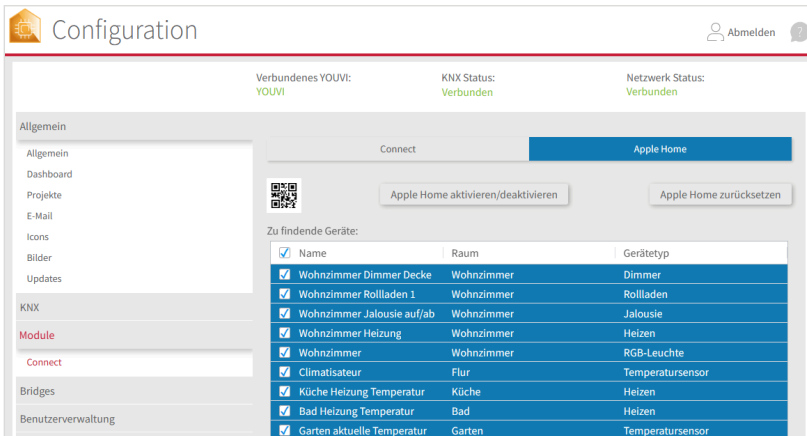 Configuration
Abmelden ?
Verbundenes YOUVI: KNX Status: Netzwerk Status:
YOUVI Verbunden Verbunden
Allgemein
Allgemein
Dashboard
Projekte
E-Mail
Icons
Bilder
Updates
KNX
Module
Connect
Bridges
Benutzerverwaltung
Connect Apple Home
Apple Home aktivieren/deaktivieren Apple Home zurücksetzen
Zu findende Geräte:
Name Raum Gerätetyp
Wohnzimmer Dimmer Decke Wohnzimmer Dimmer
Wohnzimmer Rollladen 1 Wohnzimmer Rollladen
Wohnzimmer Jalousie auf/ab Wohnzimmer Jalousie
Wohnzimmer Heizung Wohnzimmer Heizen
Wohnzimmer Wohnzimmer RGB-Leuchte
Climatisateur Flur Temperatursensor
Küche Heizung Temperatur Küche Heizen
Bad Heizung Temperatur Bad Heizen
Garten aktuelle Temperatur Garten Temperatursensor